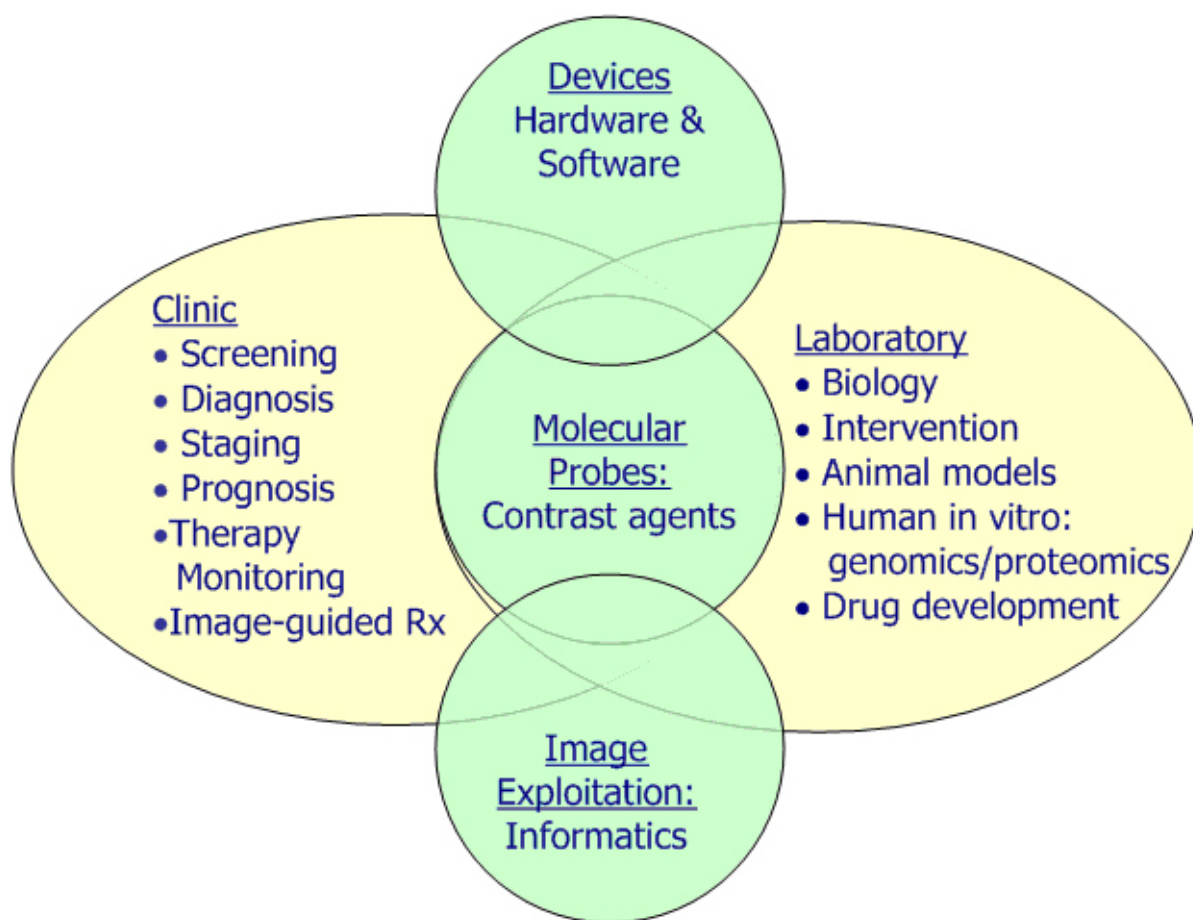 Devices
Hardware &
Software
Clinic
• Screening
• Diagnosis
• Staging
• Prognosis
•Therapy
Monitoring
•Image-guided Rx
Molecular
Probes:
Contrast agents
Laboratory
• Biology
• Intervention
• Animal models
• Human in vitro:
genomics/proteomics
• Drug development
Image
Exploitation:
Informatics